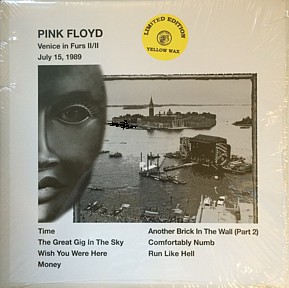 PINK FLOYD
Venice in Furs II/II
July 15, 1989
LIMITED EDITION
YELLOW WAX
Time
The Great Gig In The Sky
Wish You Were Here
Money
Another Brick In The Wall (Part 2)
Comfortably Numb
Run Like Hell